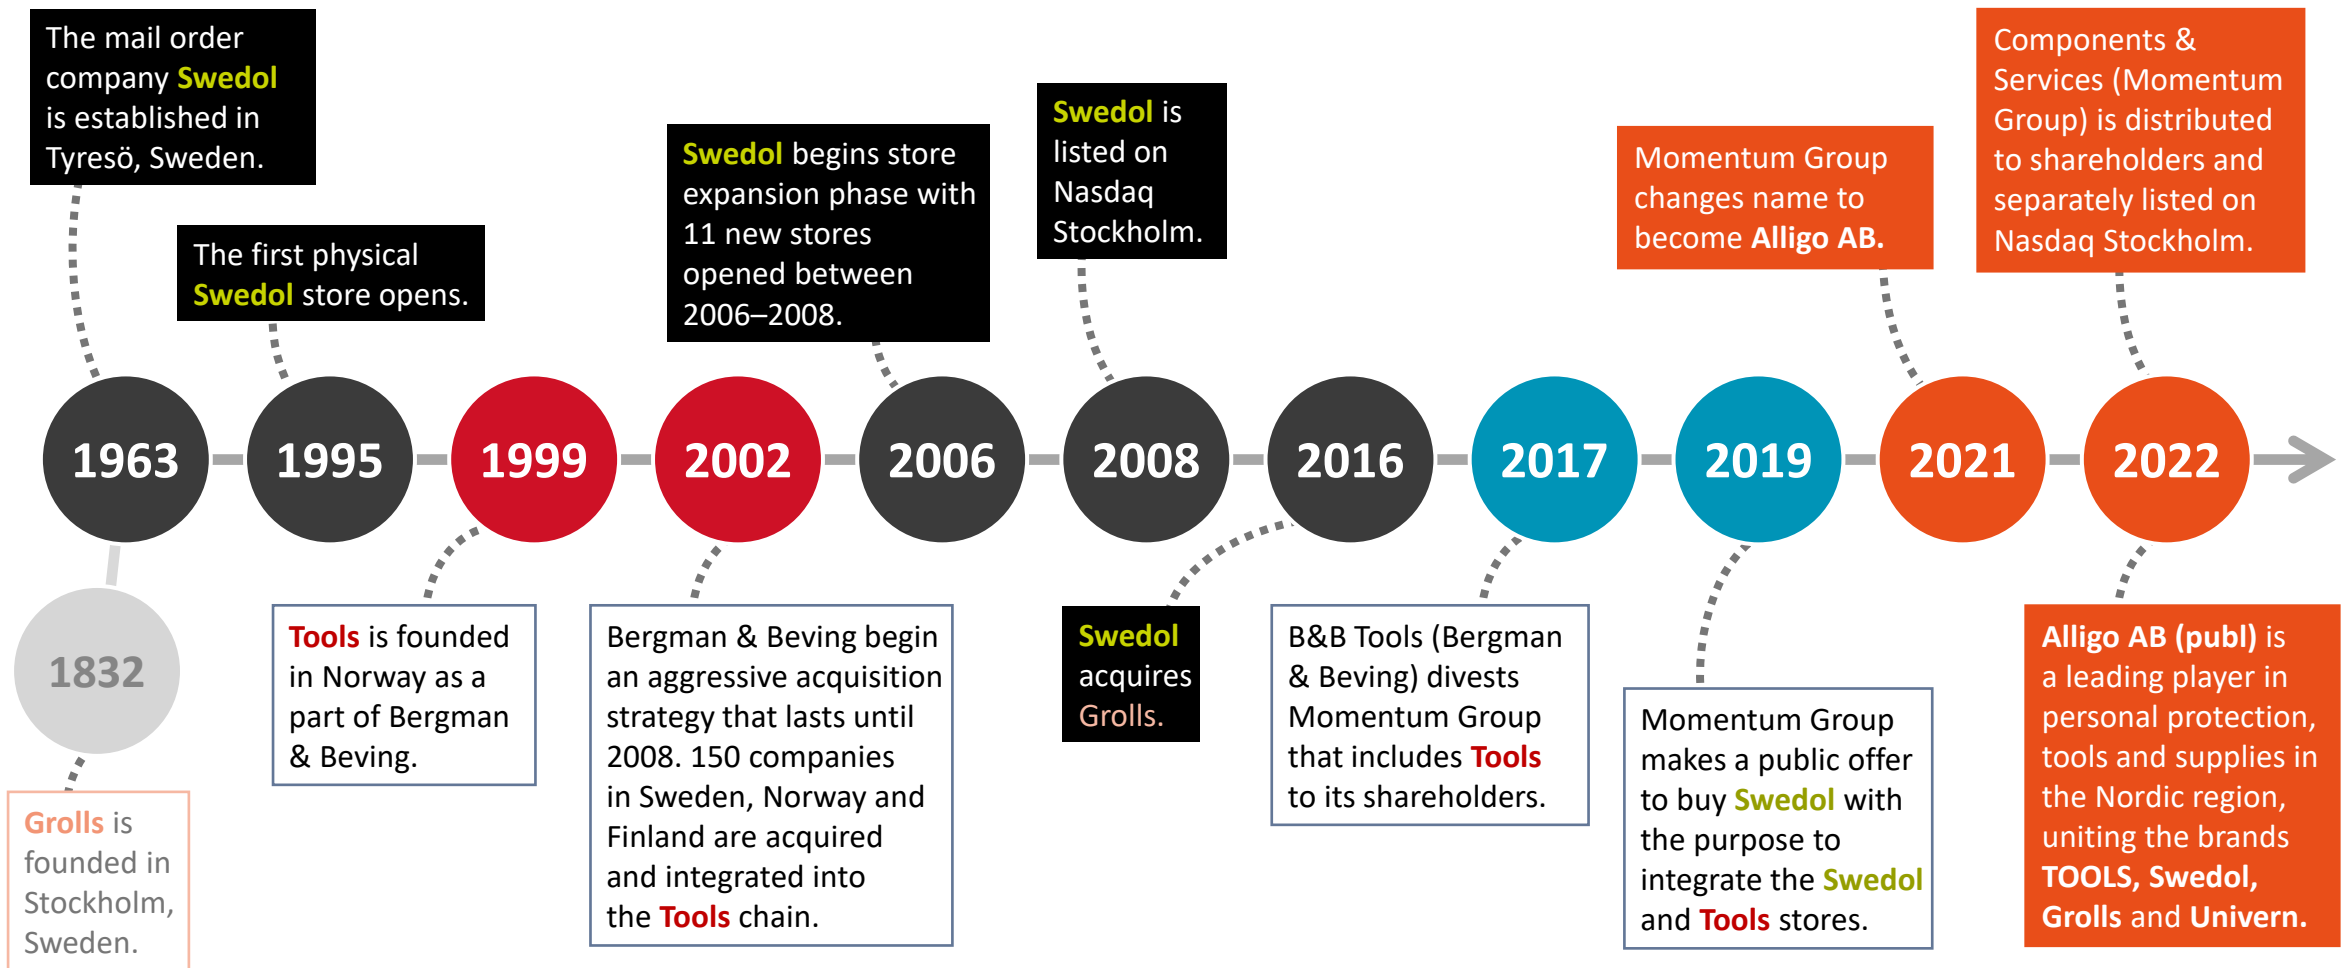 The mail order
company Swedol
is established in
Tyresö, Sweden.
The first physical
Swedol store opens.
Swedol begins store
expansion phase with
11 new stores
opened between
2006–2008.
Swedol is
listed on
Nasdaq
Stockholm.
Momentum Group
changes name to
become Alligo AB.
Components &
Services (Momentum
Group) is distributed
to shareholders and
separately listed on
Nasdaq Stockholm.
1963
1995
1999
2002
2006
2008
2016
2017
2019
2021
2022
1832
Grolls is
founded in
Stockholm,
Sweden.
Tools is founded
in Norway as a
part of Bergman
& Beving.
Bergman & Beving begin
an aggressive acquisition
strategy that lasts until
2008. 150 companies
in Sweden, Norway and
Finland are acquired
and integrated into
the Tools chain.
Swedol
acquires
Grolls.
B&B Tools (Bergman
& Beving) divests
Momentum Group
that includes Tools
to its shareholders.
Momentum Group
makes a public offer
to buy Swedol with
the purpose to
integrate the Swedol
and Tools stores.
Alligo AB (publ) is
a leading player in
personal protection,
tools and supplies in
the Nordic region,
uniting the brands
TOOLS, Swedol,
Grolls and Univern.